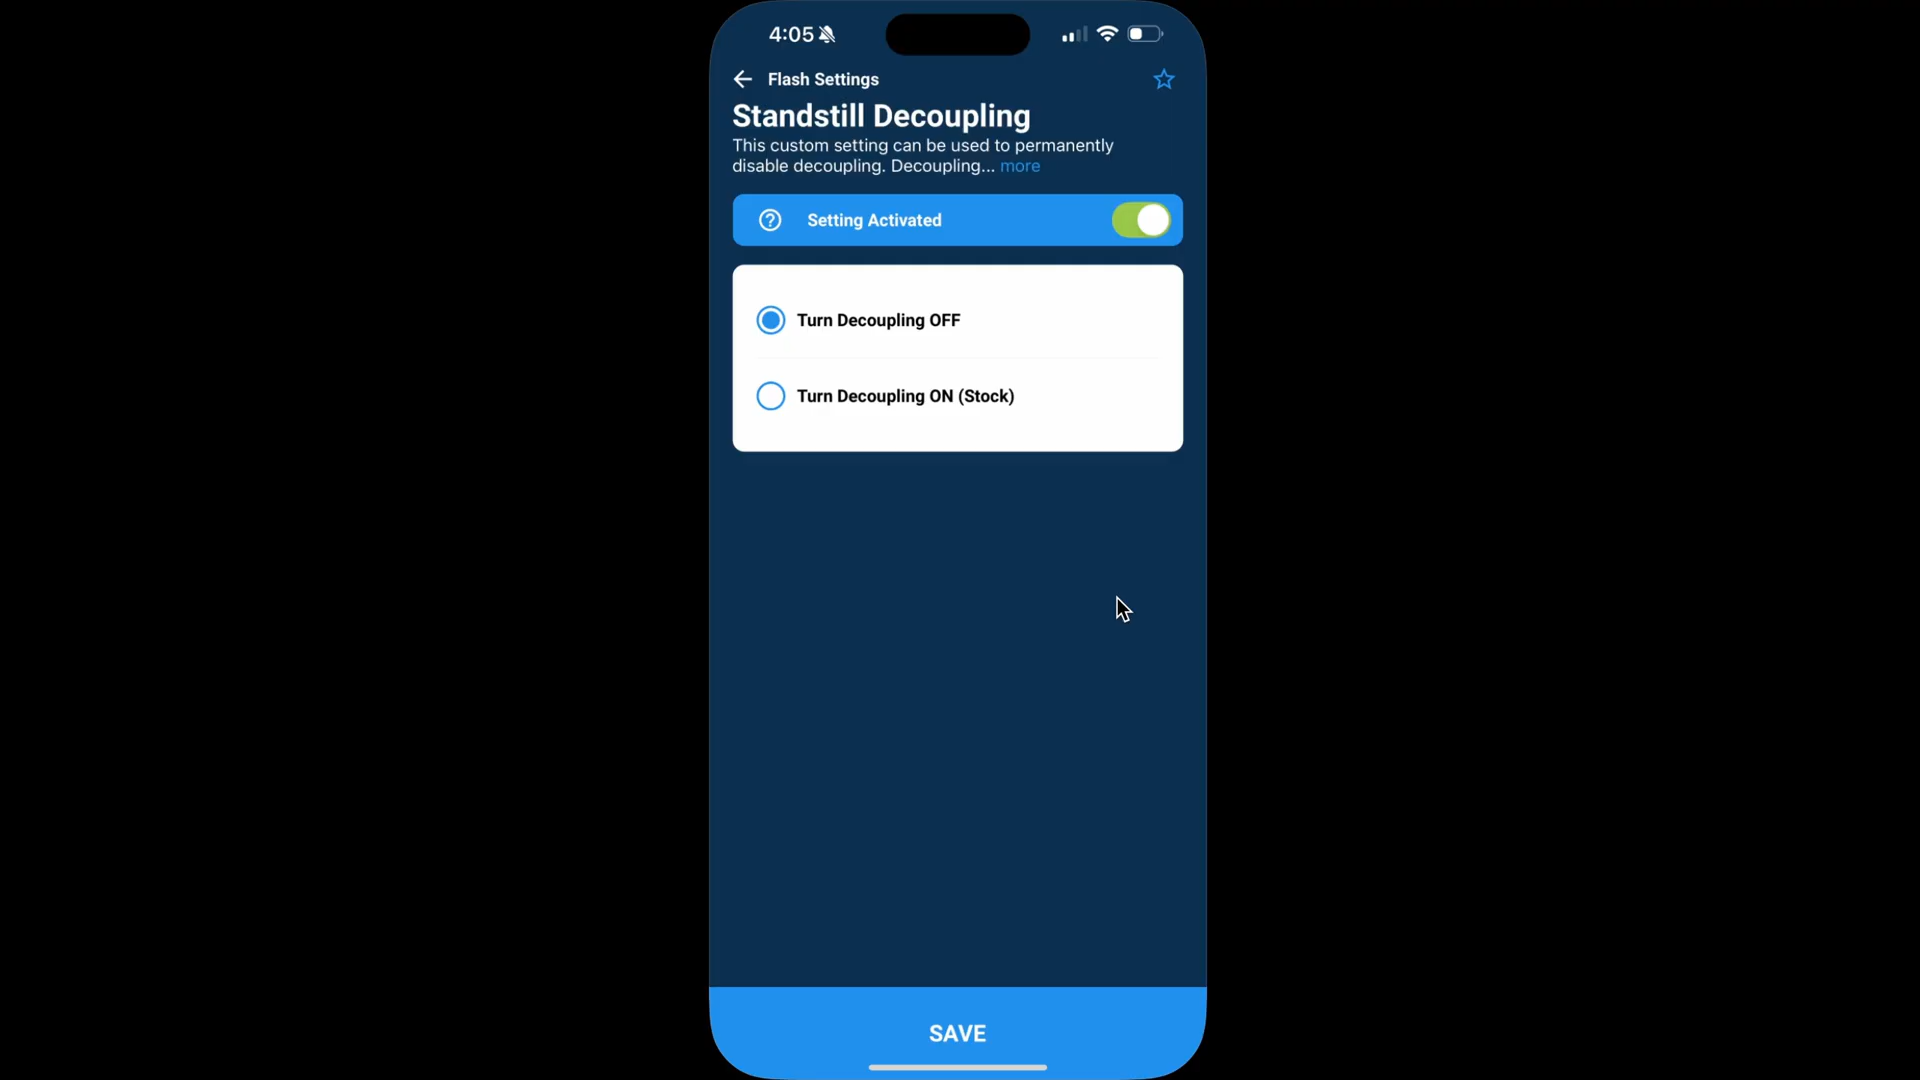 4:05
Flash Settings
Standstill Decoupling
This custom setting can be used to permanently
disable decoupling. Decoupling... more
Setting Activated
Turn Decoupling OFF
Turn Decoupling ON (Stock)
SAVE